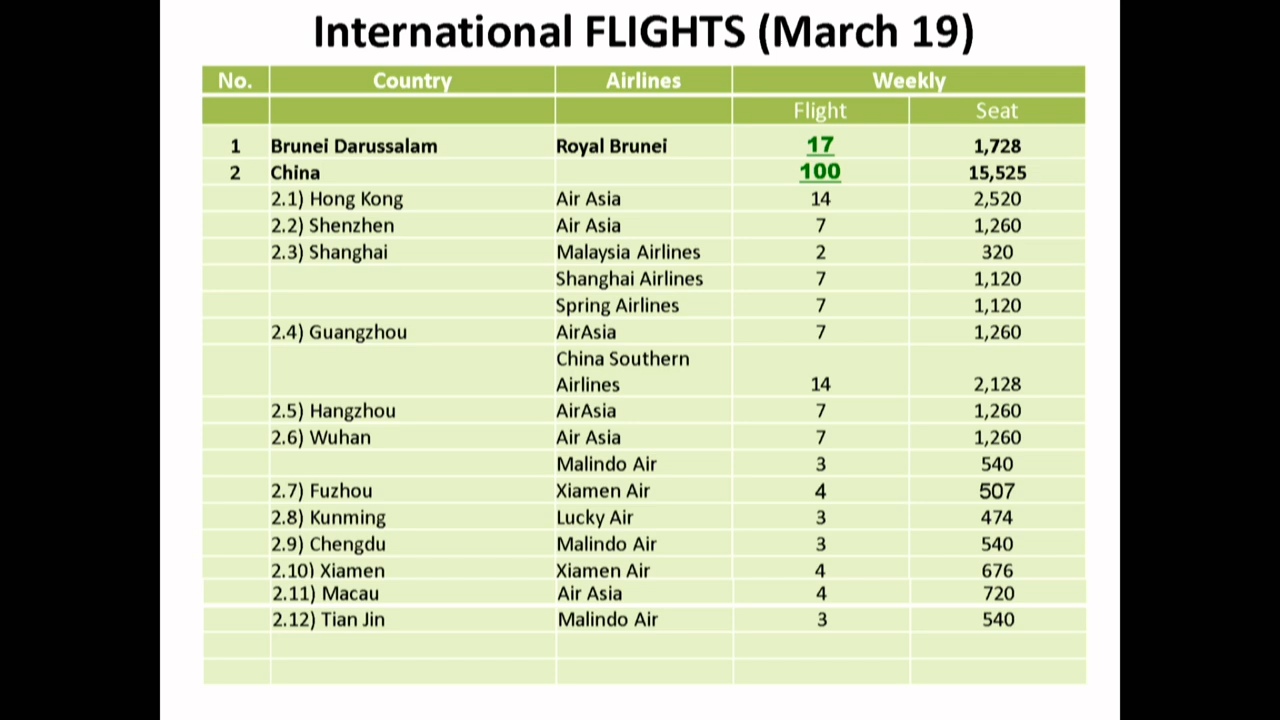 International FLIGHTS (March 19)
No. Country Airlines Weekly
Flight Seat
1 Brunei Darussalam Royal Brunei 17 1,728
2 China 100 15,525
2.1) Hong Kong Air Asia 14 2,520
2.2) Shenzhen Air Asia 7 1,260
2.3) Shanghai Malaysia Airlines 2 320
Shanghai Airlines 7 1,120
Spring Airlines 7 1,120
2.4) Guangzhou AirAsia 7 1,260
China Southern
Airlines 14 2,128
2.5) Hangzhou AirAsia 7 1,260
2.6) Wuhan Air Asia 7 1,260
Malindo Air 3 540
2.7) Fuzhou Xiamen Air 4 507
2.8) Kunming Lucky Air 3 474
2.9) Chengdu Malindo Air 3 540
2.10) Xiamen Xiamen Air 4 676
2.11) Macau Air Asia 4 720
2.12) Tian Jin Malindo Air 3 540